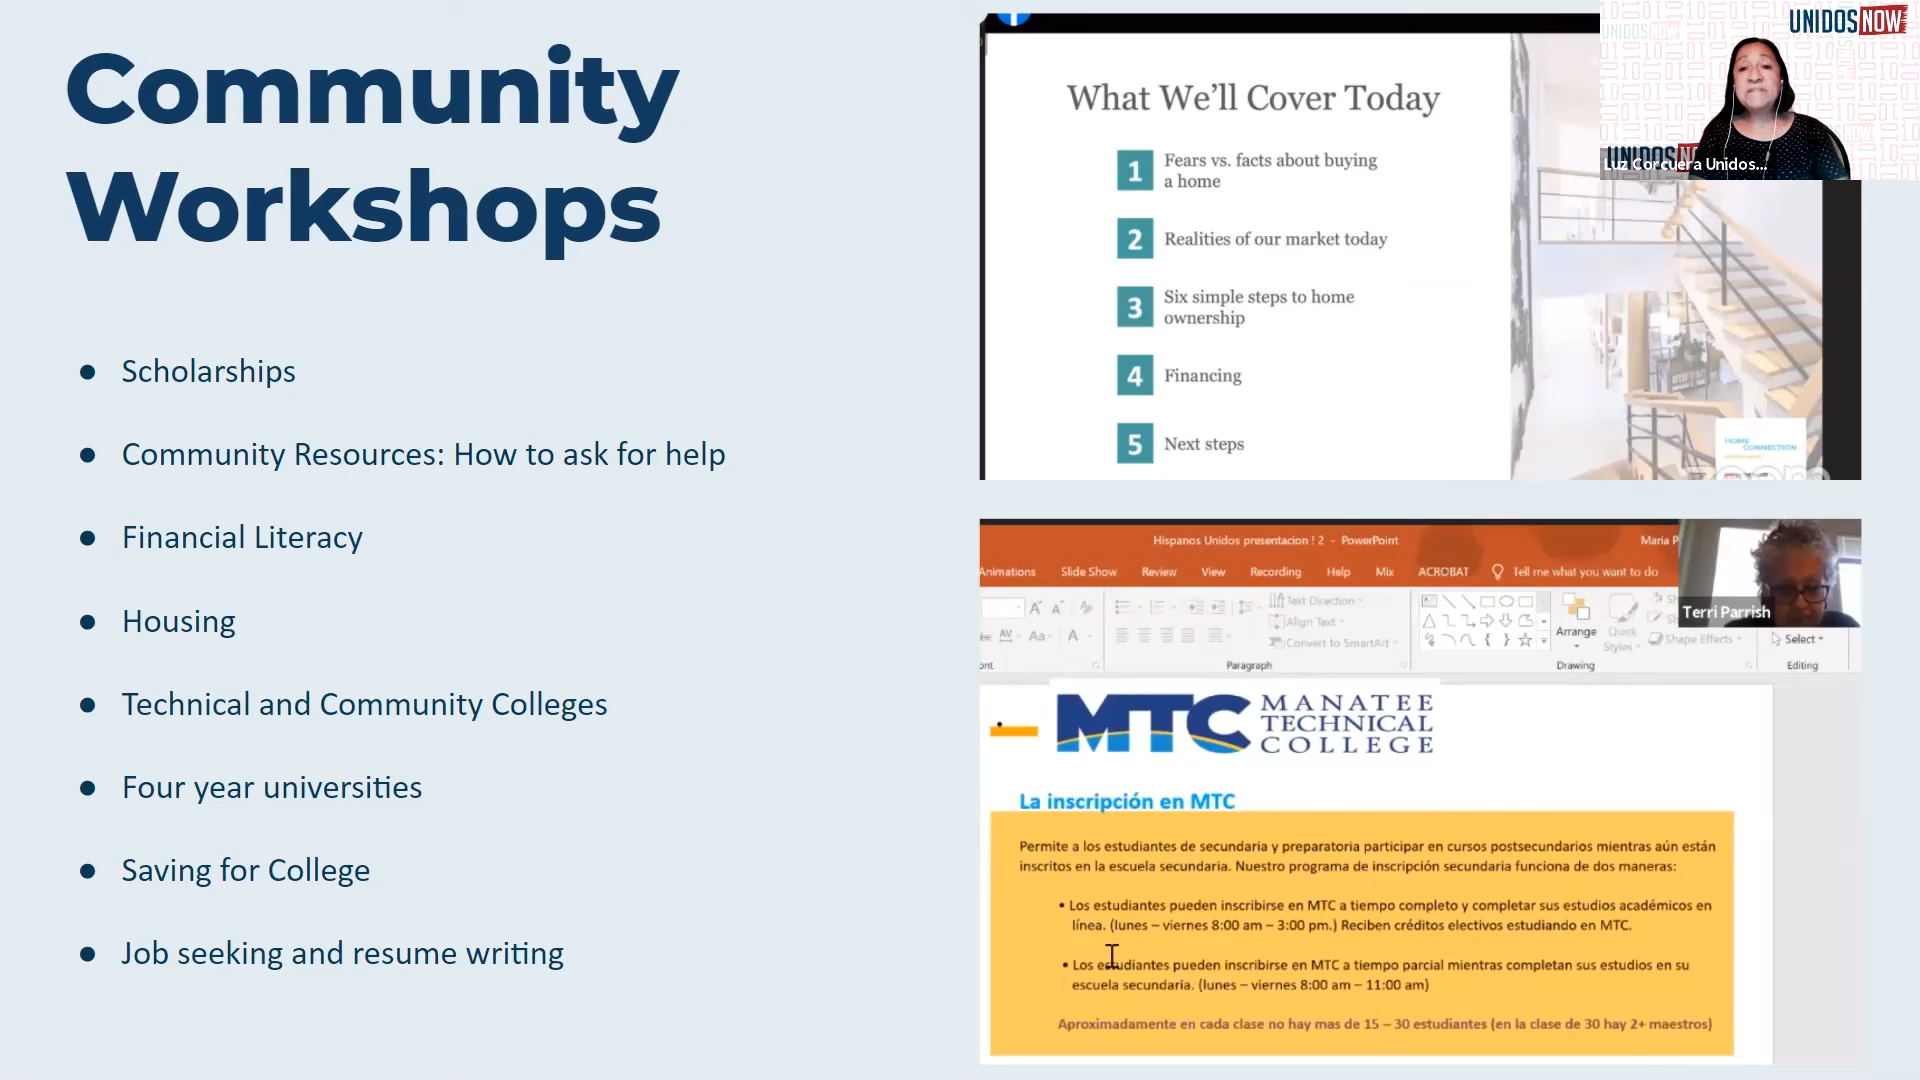 Community
Workshops
● Scholarships
● Community Resources: How to ask for help
● Financial Literacy
● Housing
● Technical and Community Colleges
● Four year universities
● Saving for College
● Job seeking and resume writing
What We'll Cover Today
1 Fears vs. facts about buying
a home
2 Realities of our market today
3 Six simple steps to home
ownership
4 Financing
5 Next steps
HOME
CONNECTION
zoom
UNIDOSNOW
UNIDOS
Luz Corcuera Unidos...
Hispanos Unidos presentacion ! 2 - PowerPoint
Maria P
Animations Slide Show Review View Recording Help Mix ACROBAT Tell me what you want to do
Text Direction
Align Text
Convert to SmartArt
Aa
Arrange
Quick
Styles
Shape Effects
Select
Paragraph
Drawing
Editing
Terri Parrish
MTC MANATEE
TECHNICAL
COLLEGE
La inscripción en MTC
Permite a los estudiantes de secundaria y preparatoria participar en cursos postsecundarios mientras aún están
inscritos en la escuela secundaria. Nuestro programa de inscripción secundaria funciona de dos maneras:
• Los estudiantes pueden inscribirse en MTC a tiempo completo y completar sus estudios académicos en
línea. (lunes – viernes 8:00 am – 3:00 pm.) Reciben créditos electivos estudiando en MTC.
• Los estudiantes pueden inscribirse en MTC a tiempo parcial mientras completan sus estudios en su
escuela secundaria. (lunes – viernes 8:00 am – 11:00 am)
Aproximadamente en cada clase no hay mas de 15 – 30 estudiantes (en la clase de 30 hay 2+ maestros)